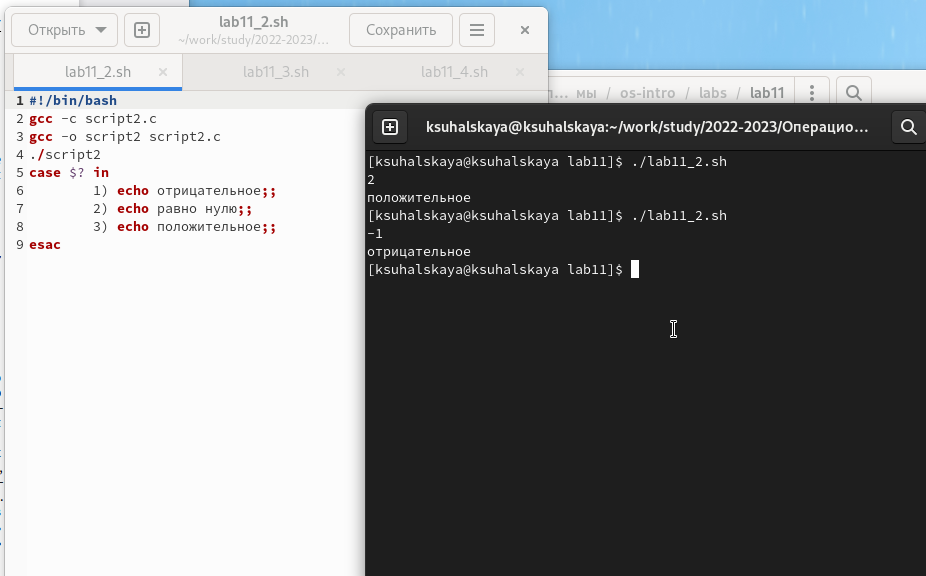 Открыть
lab11_2.sh
~/work/study/2022-2023/...
Сохранить
lab11_2.sh
lab11_3.sh
lab11_4.sh
1 #!/bin/bash
2 gcc -c script2.c
3 gcc -o script2 script2.c
4 ./script2
5 case $? in
6 1) echo отрицательное;;
7 2) echo равно нулю;;
8 3) echo положительное;;
9 esac
мы / os-intro / labs / lab11
ksuhalskaya@ksuhalskaya:~/work/study/2022-2023/Операцио...
[ksuhalskaya@ksuhalskaya lab11]$ ./lab11_2.sh
2
положительное
[ksuhalskaya@ksuhalskaya lab11]$ ./lab11_2.sh
-1
отрицательное
[ksuhalskaya@ksuhalskaya lab11]$